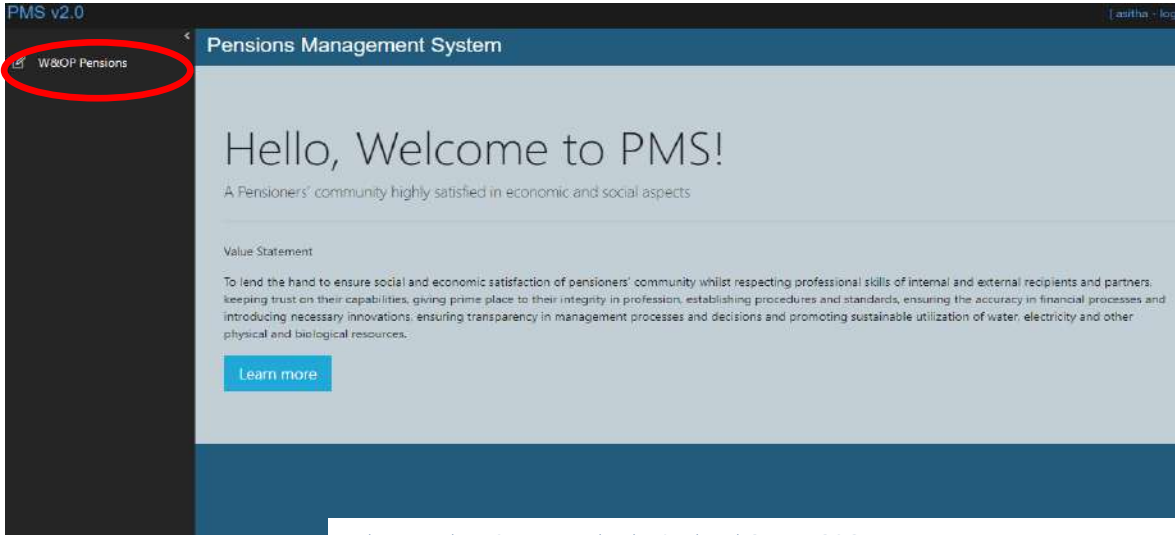 PMS v2.0
[ asitha - log
W&OP Pensions
Pensions Management System
Hello, Welcome to PMS!
A Pensioners' community highly satisfied in economic and social aspects
Value Statement
To lend the hand to ensure social and economic satisfaction of pensioners' community whilst respecting professional skills of internal and external recipients and partners,
keeping trust on their capabilities, giving prime place to their integrity in profession, establishing procedures and standards, ensuring the accuracy in financial processes and
introducing necessary innovations, ensuring transparency in management processes and decisions and promoting sustainable utilization of water, electricity and other
physical and biological resources.
Learn more